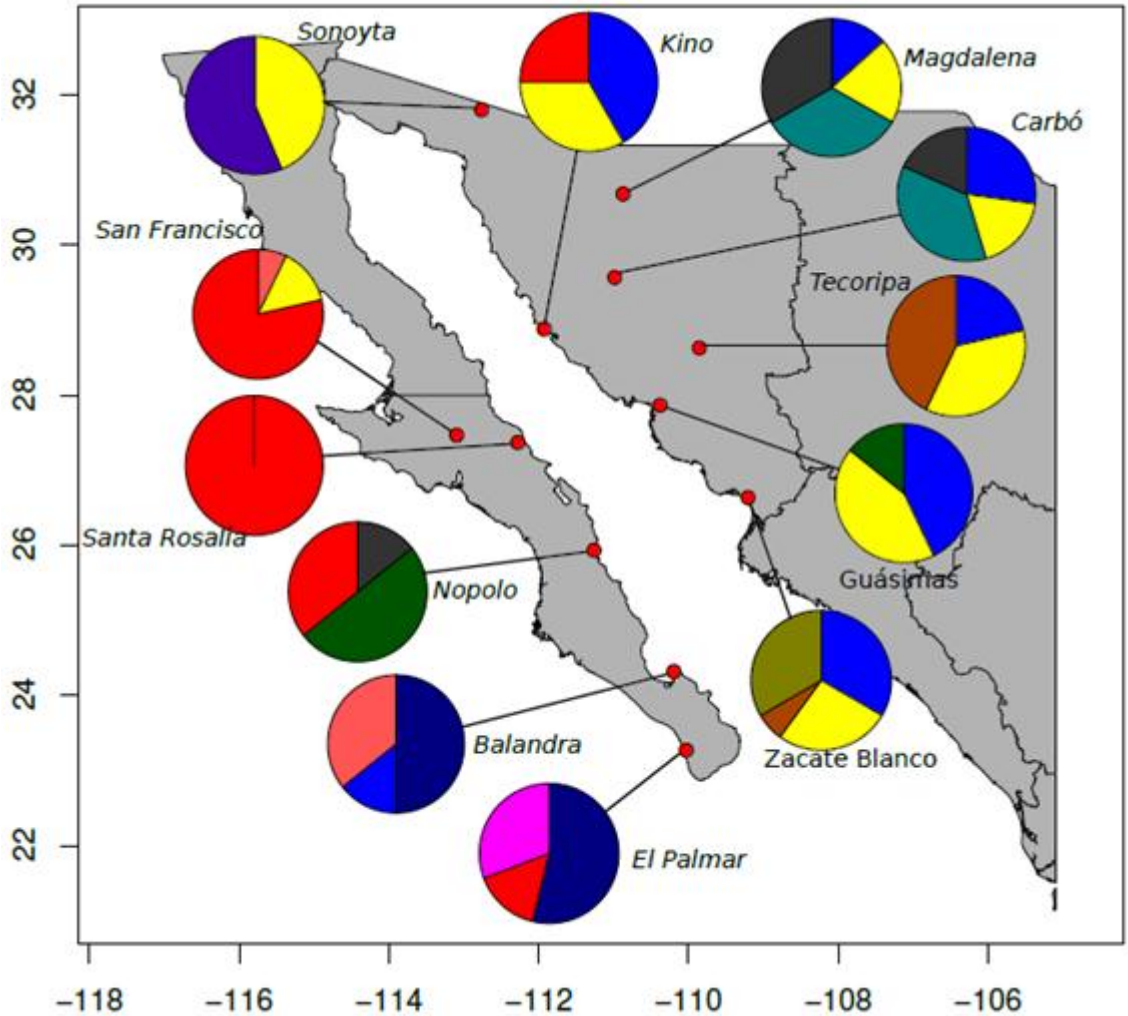 Sonoyta
Kino
Magdalena
Carbó
San Francisco
Tecoripa
Santa Rosalía
Nopolo
Guásimas
Balandra
Zacate Blanco
El Palmar
32
30
28
26
24
22
−118
−116
−114
−112
−110
−108
−106